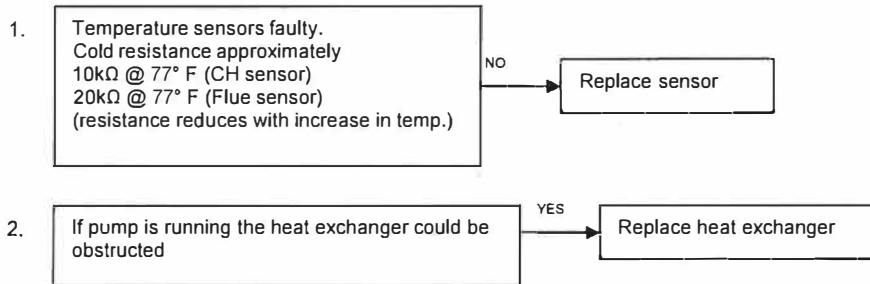 1.
Temperature sensors faulty.
Cold resistance approximately
10kΩ @ 77° F (CH sensor)
20kΩ @ 77° F (Flue sensor)
(resistance reduces with increase in temp.)
NO
Replace sensor
2.
If pump is running the heat exchanger could be
obstructed
YES
Replace heat exchanger